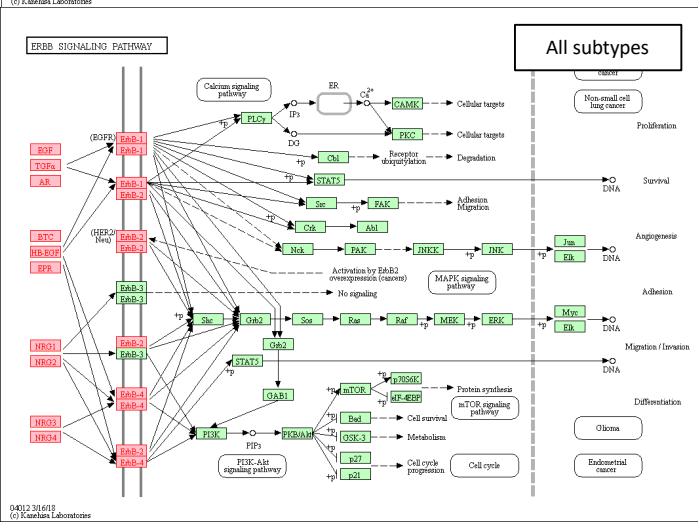 (c) Kanehisa Laboratories
ERBB SIGNALING PATHWAY
All subtypes
cancer
Non-small cell
lung cancer
Proliferation
Survival
Angiogenesis
Adhesion
Migration / Invasion
Differentiation
Glioma
Endometrial
cancer
Calcium signaling
pathway
ER
Ca2+
IP3
DG
PLCγ
+p
CAMK
Cellular targets
PKC
Cellular targets
+p
Cbl
Receptor
ubiquitylation
Degradation
STAT5
DNA
+p
Src
FAK
+p
Adhesion
Migration
+p
Crk
Abl
Nck
PAK
JNKK
+p
JNK
+p
Jun
Elk
DNA
Activation by ErbB2
overexpression (cancers)
No signaling
MAPK signaling
pathway
EGF
TGFα
AR
BTC
HB-EGF
EPR
NRG1
NRG2
NRG3
NRG4
(EGFR)
ErbB-1
ErbB-1
ErbB-1
ErbB-2
(HER2/
Neu)
ErbB-2
ErbB-2
ErbB-3
ErbB-3
ErbB-2
ErbB-3
ErbB-4
ErbB-4
ErbB-2
ErbB-4
+p
Shc
Grb2
Sos
Ras
Raf
+p
MEK
+p
ERK
+p
Myc
Elk
DNA
Grb2
STAT5
+p
DNA
GAB1
PI3K
PIP3
PKB/Akt
PI3K-Akt
signaling pathway
+p
mTOR
+p
p70S6K
+p
eIF-4EBP
Protein synthesis
mTOR signaling
pathway
+p
Bad
Cell survival
+p
GSK-3
Metabolism
+p
p27
+p
p21
Cell cycle
progression
Cell cycle
04012 3/16/18
(c) Kanehisa Laboratories